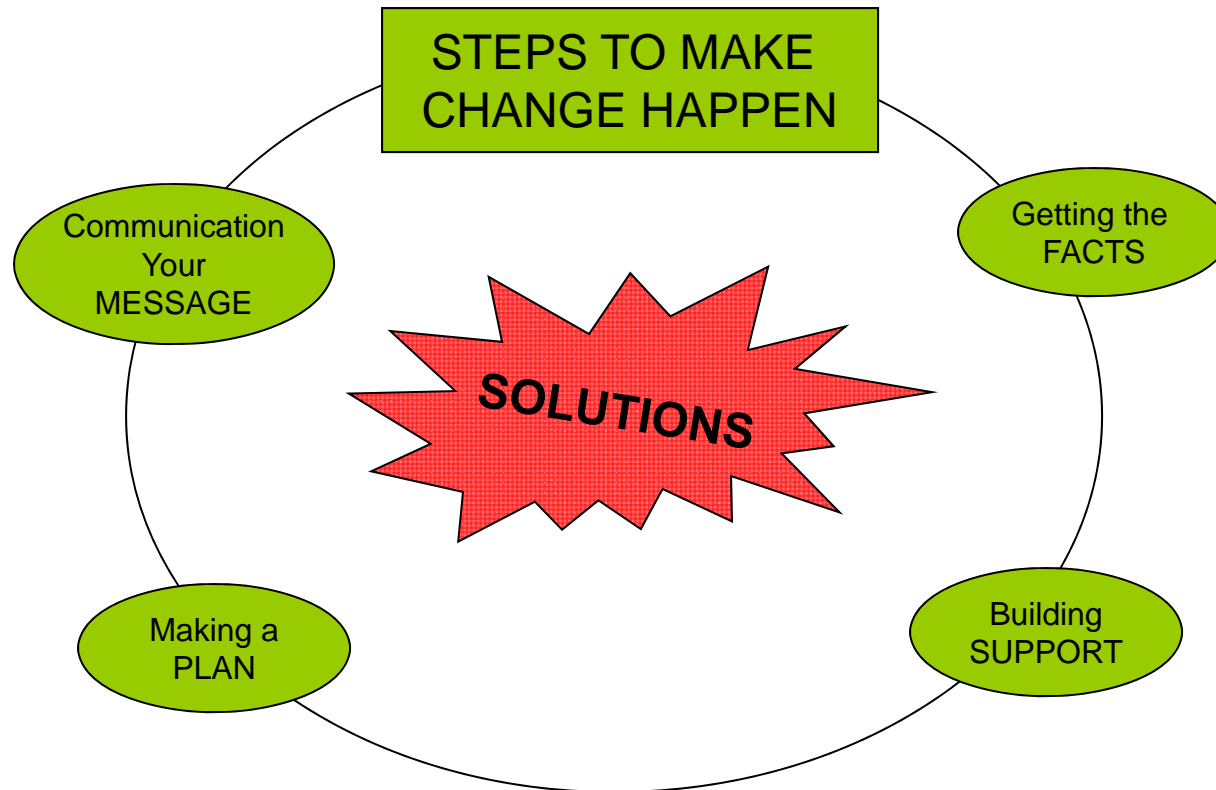 STEPS TO MAKE
CHANGE HAPPEN
Communication
Your
MESSAGE
Getting the
FACTS
SOLUTIONS
Making a
PLAN
Building
SUPPORT